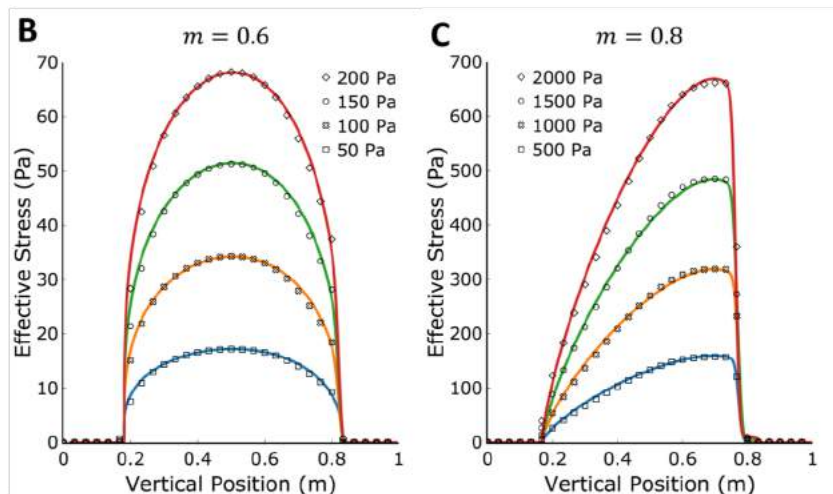 B
m = 0.6
Effective Stress (Pa)
70
60
50
40
30
20
10
0
200 Pa
150 Pa
100 Pa
50 Pa
0 0.2 0.4 0.6 0.8 1
Vertical Position (m)
C
m = 0.8
Effective Stress (Pa)
700
600
500
400
300
200
100
0
2000 Pa
1500 Pa
1000 Pa
500 Pa
0 0.2 0.4 0.6 0.8 1
Vertical Position (m)